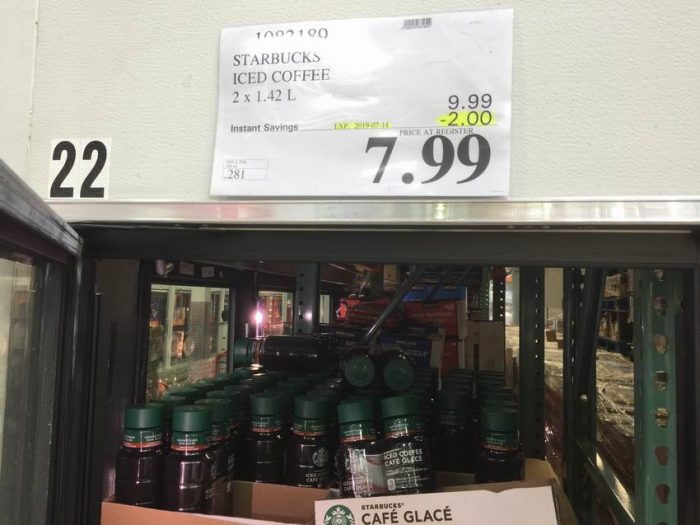 1082189
STARBUCKS
ICED COFFEE
2 x 1.42 L
9.99
-2.00
Instant Savings
EXP. 2019-07-14
PRICE AT REGISTER
7.99
.281
22
ICED COFFEE
CAFÉ GLACÉ
STARBUCKS®
CAFÉ GLACÉ